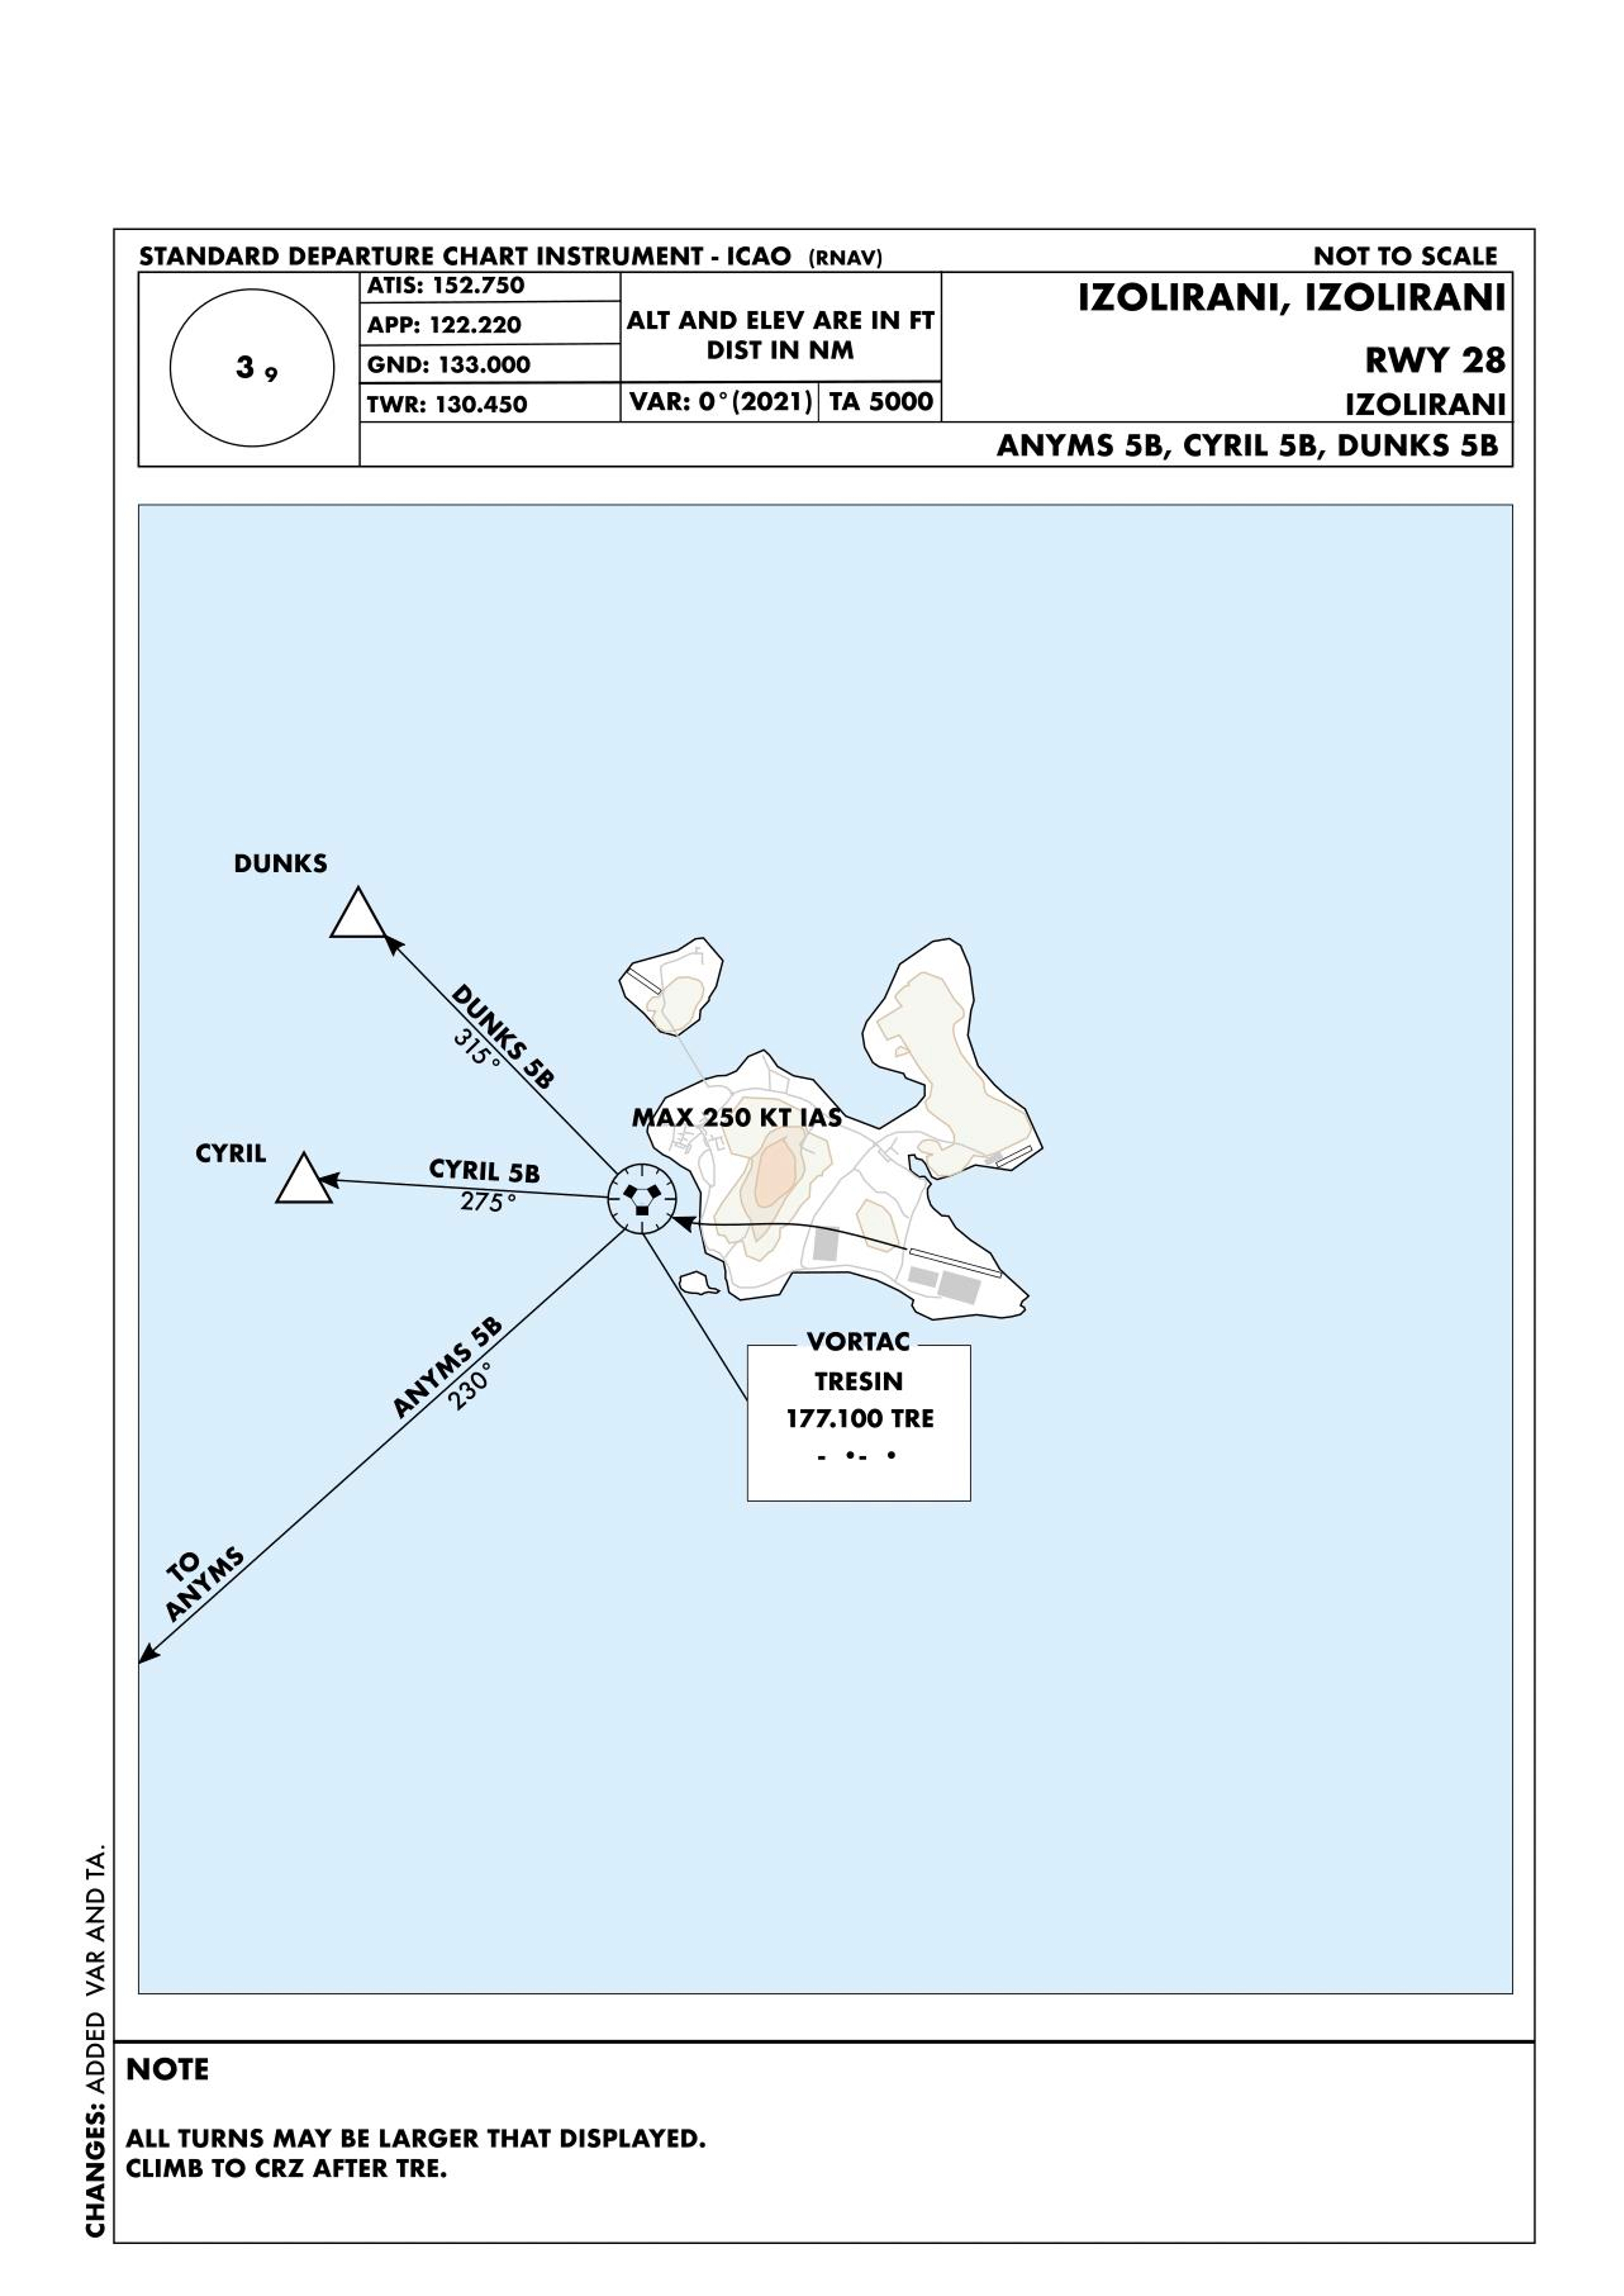 STANDARD DEPARTURE CHART INSTRUMENT - ICAO (RNAV)
NOT TO SCALE
3 9
ATIS: 152.750
APP: 122.220
GND: 133.000
TWR: 130.450
ALT AND ELEV ARE IN FT
DIST IN NM
VAR: 0°(2021)
TA 5000
IZOLIRANI, IZOLIRANI
RWY 28
IZOLIRANI
ANYMS 5B, CYRIL 5B, DUNKS 5B
DUNKS
DUNKS 5B
315°
MAX 250 KT IAS
CYRIL
CYRIL 5B
275°
ANYMS 5B
230°
TO
ANYMS
VORTAC
TRESIN
177.100 TRE
- •- •
CHANGES: ADDED VAR AND TA.
NOTE
ALL TURNS MAY BE LARGER THAT DISPLAYED.
CLIMB TO CRZ AFTER TRE.